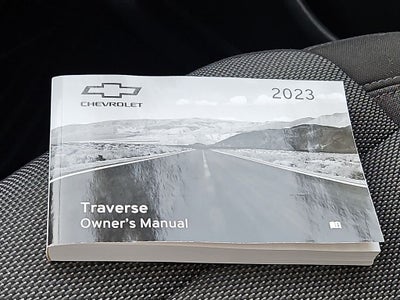 CHEVROLET
2023
Traverse
Owner's Manual